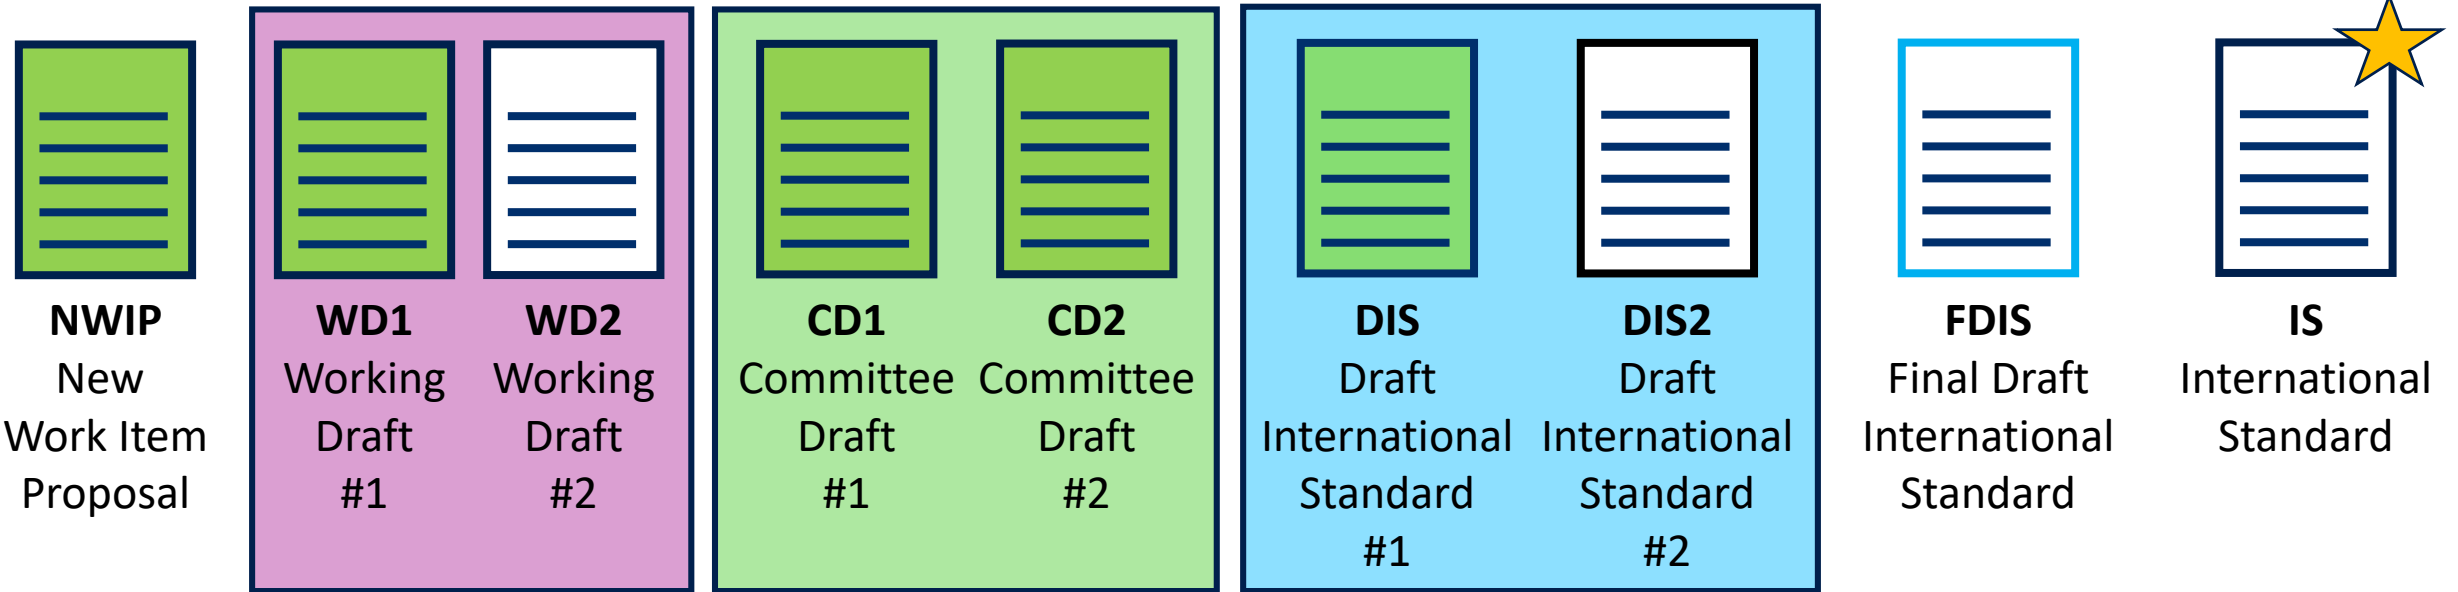 NWIP
New
Work Item
Proposal
WD1
Working
Draft
#1
WD2
Working
Draft
#2
CD1
Committee
Draft
#1
CD2
Committee
Draft
#2
DIS
Draft
International
Standard
#1
DIS2
Draft
International
Standard
#2
FDIS
Final Draft
International
Standard
IS
International
Standard